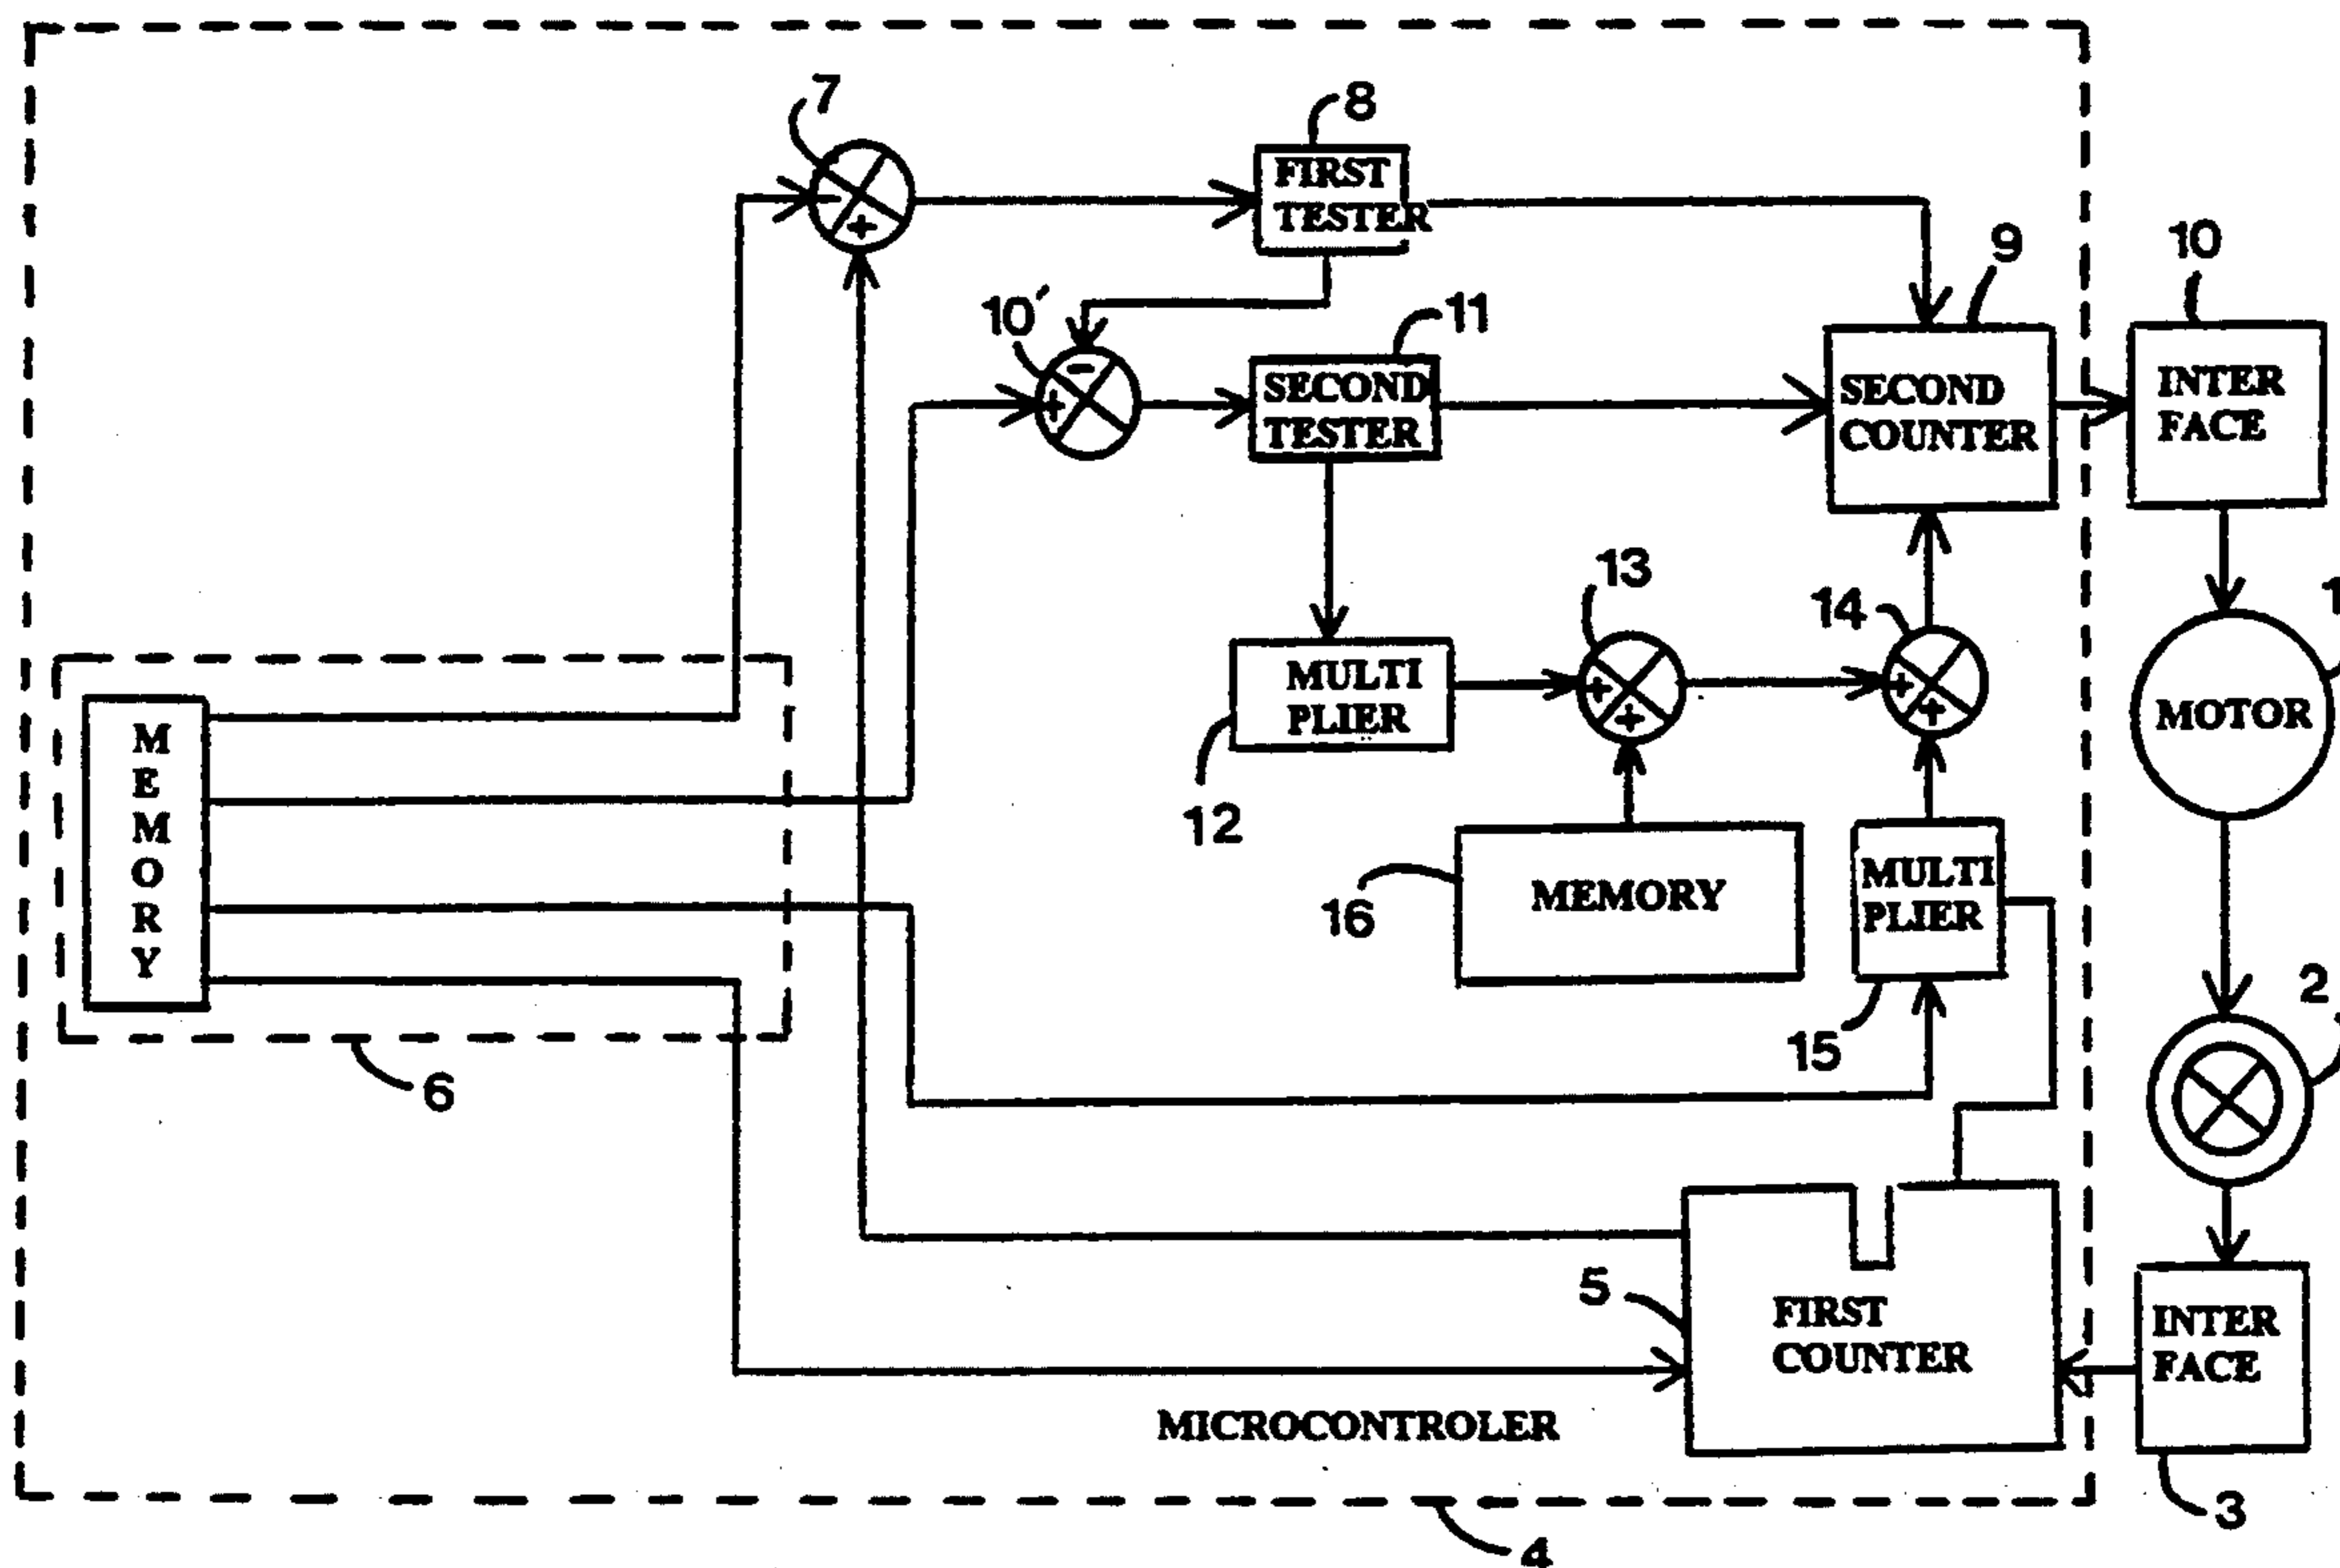 7
8
FIRST
TESTER
9
10
10′
11
SECOND
TESTER
SECOND
COUNTER
INTER
FACE
-
+
-
+
13
14
1
MULTI
PLIER
+
+
+
+
MOTOR
12
M
E
M
O
R
Y
16
MEMORY
MULTI
PLIER
15
2
6
5
FIRST
COUNTER
INTER
FACE
MICROCONTROLER
3
4